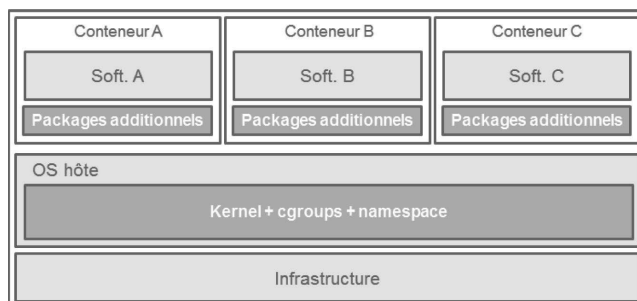 Conteneur A
Conteneur B
Conteneur C
Soft. A
Soft. B
Soft. C
Packages additionnels
Packages additionnels
Packages additionnels
OS hôte
Kernel + cgroups + namespace
Infrastructure